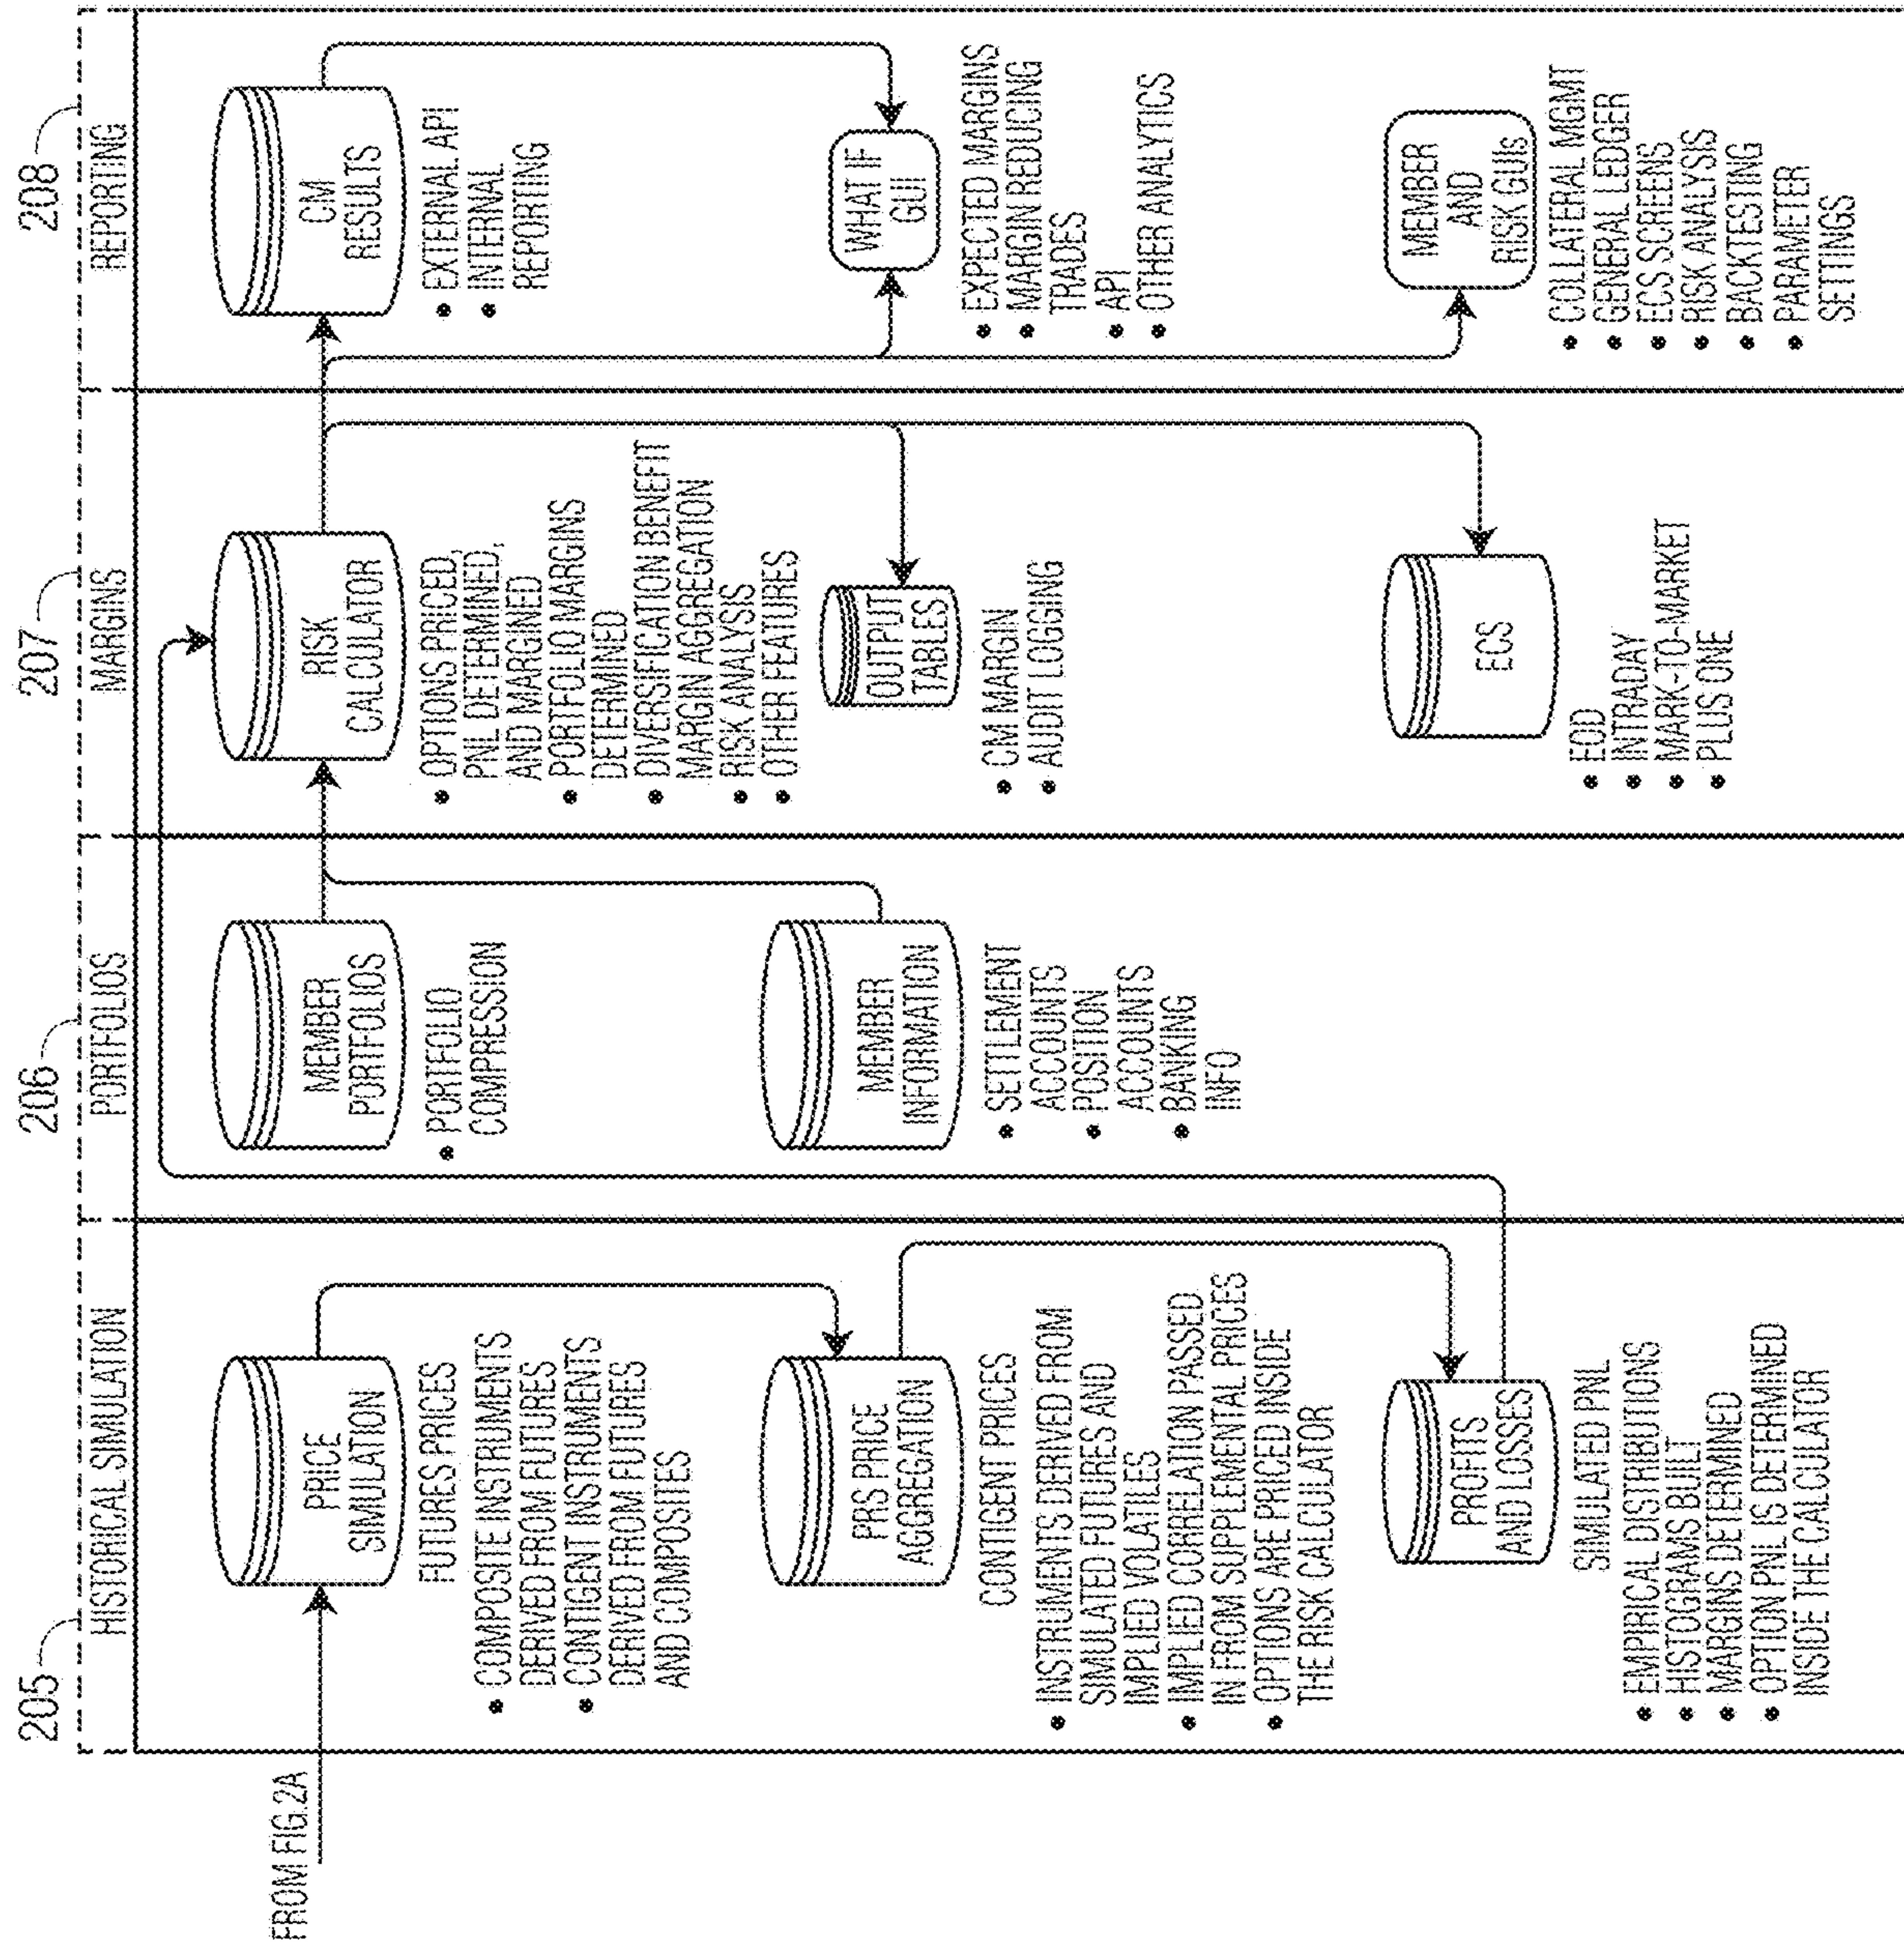 205
HISTORICAL SIMULATION
206
PORTFOLIOS
207
MARGINS
208
REPORTING
FROM FIG.2A
PRICE
SIMULATION
FUTURES PRICES
• COMPOSITE INSTRUMENTS
DERIVED FROM FUTURES
• CONTIGENT INSTRUMENTS
DERIVED FROM FUTURES
AND COMPOSITES
PRS PRICE
AGGREGATION
CONTIGENT PRICES
• INSTRUMENTS DERIVED FROM
SIMULATED FUTURES AND
IMPLIED VOLATILIES
• IMPLIED CORRELATION PASSED
IN FROM SUPPLEMENTAL PRICES
• OPTIONS ARE PRICED INSIDE
THE RISK CALCULATOR
PROFITS
AND LOSSES
SIMULATED PNL
• EMPIRICAL DISTRIBUTIONS
• HISTOGRAMS BUILT
• MARGINS DETERMINED
• OPTION PNL IS DETERMINED
INSIDE THE CALCULATOR
MEMBER
PORTFOLIOS
• PORTFOLIO
COMPRESSION
MEMBER
INFORMATION
• SETTLEMENT
ACCOUNTS
• POSITION
ACCOUNTS
• BANKING
INFO
RISK
CALCULATOR
• OPTIONS PRICED,
PNL DETERMINED,
AND MARGINED
• PORTFOLIO MARGINS
DETERMINED
• DIVERSIFICATION BENEFIT
MARGIN AGGREGATION
• RISK ANALYSIS
• OTHER FEATURES
OUTPUT
TABLES
• CM MARGIN
• AUDIT LOGGING
ECS
• EOD
• INTRADAY
• MARK-TO-MARKET
• PLUS ONE
CM
RESULTS
• EXTERNAL API
• INTERNAL
REPORTING
WHAT IF
GUI
• EXPECTED MARGINS
• MARGIN REDUCING
TRADES
• API
• OTHER ANALYTICS
MEMBER
AND
RISK GUIs
• COLLATERAL MGMT
• GENERAL LEDGER
• ECS SCREENS
• RISK ANALYSIS
• BACKTESTING
• PARAMETER
SETTINGS